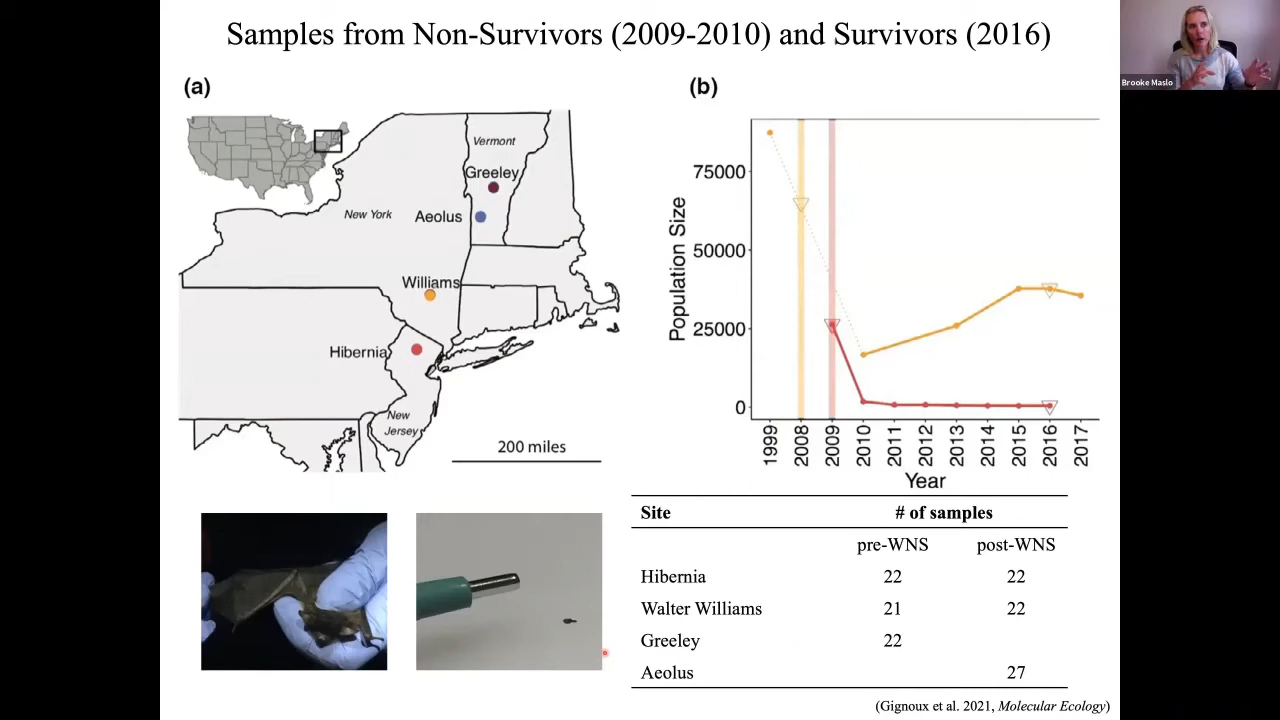 Samples from Non-Survivors (2009-2010) and Survivors (2016)
Brooke Maslo
(a)
Vermont
Greeley
New York
Aeolus
Williams
Hibernia
New
Jersey
200 miles
(b)
Population Size
75000
50000
25000
0
1999
2008
2009
2010
2011
2012
2013
2014
2015
2016
2017
Year
Site # of samples
pre-WNS post-WNS
Hibernia 22 22
Walter Williams 21 22
Greeley 22
Aeolus 27
(Gignoux et al. 2021, Molecular Ecology)